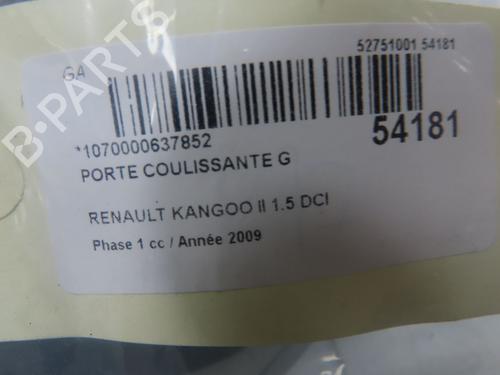 52751001 54181
GA
*1070000637852
54181
PORTE COULISSANTE G
RENAULT KANGOO II 1.5 DCI
Phase 1 cc / Année 2009
B-PARTS